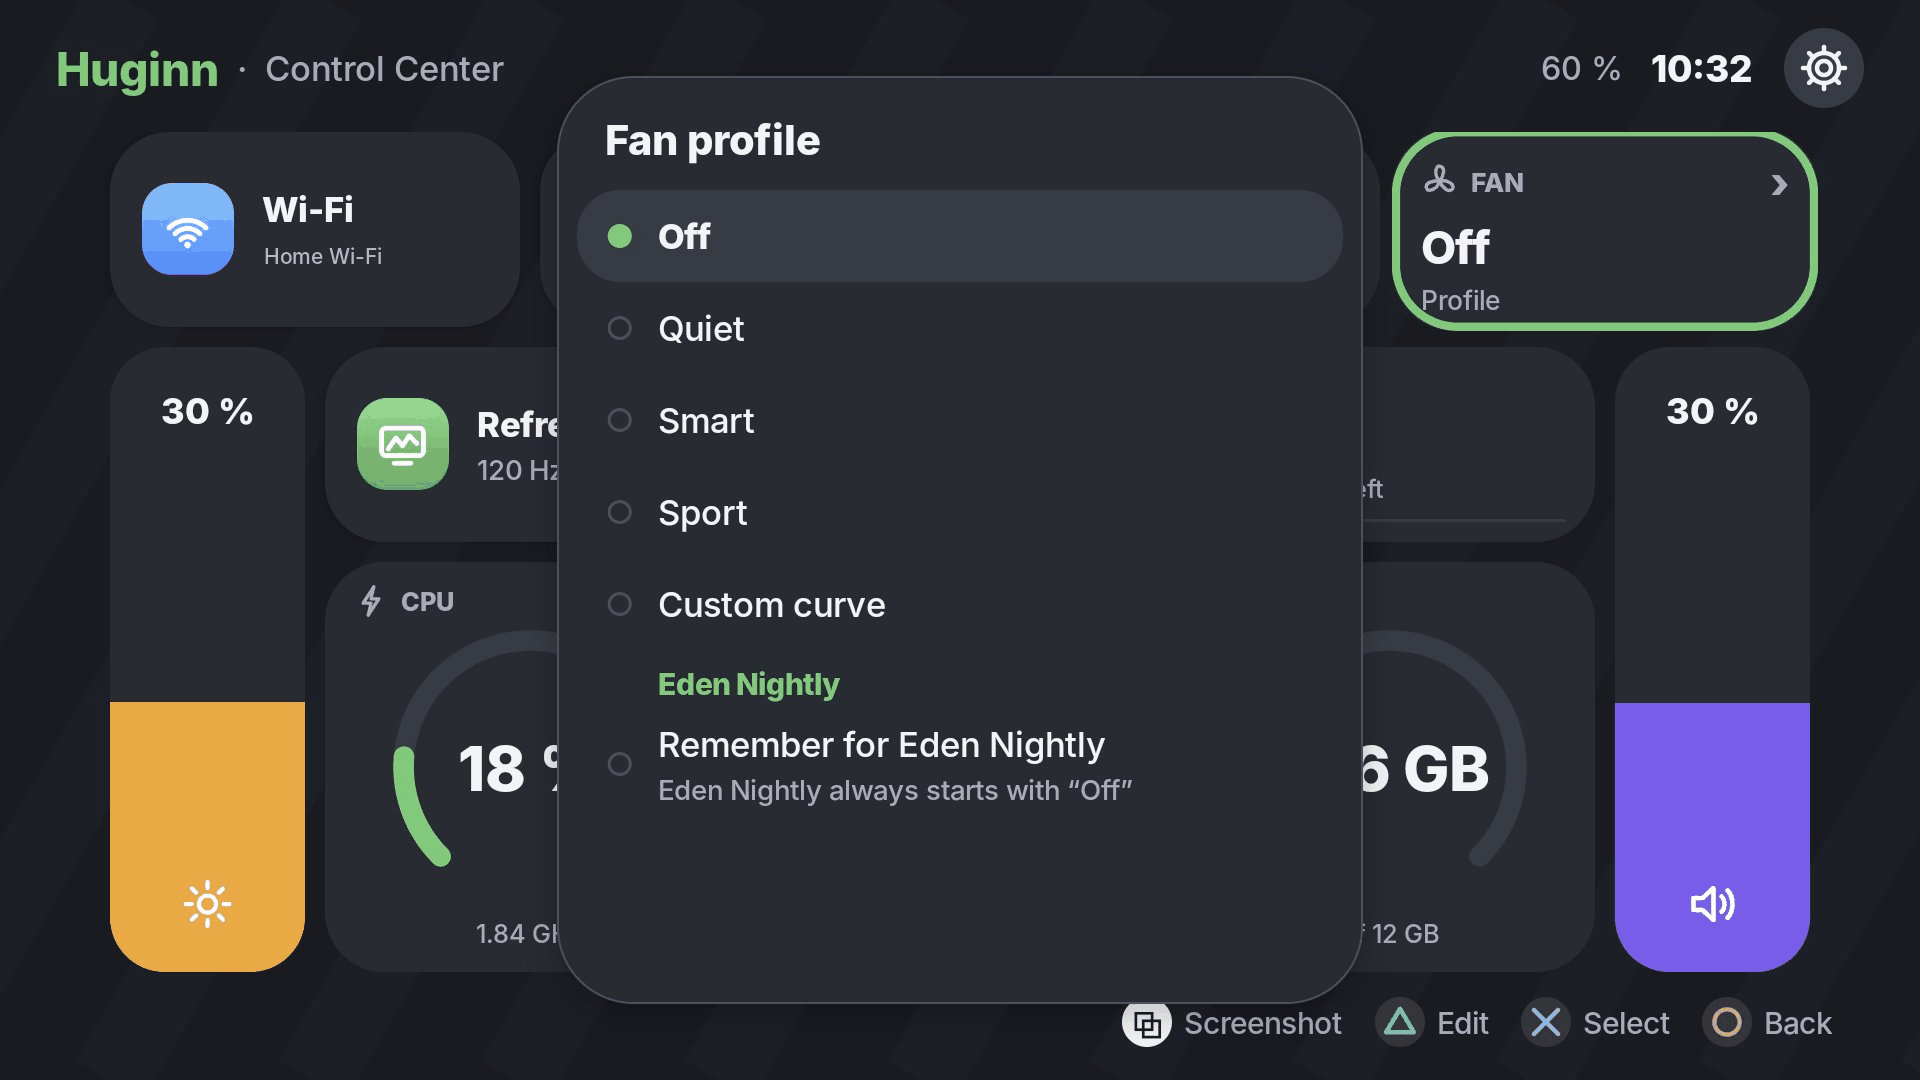 Huginn · Control Center
60 % 10:32
Fan profile
Off
Quiet
Smart
Sport
Custom curve
Eden Nightly
Remember for Eden Nightly
Eden Nightly always starts with “Off”
Wi-Fi
Home Wi-Fi
FAN
Off
Profile
30 %
120 Hz
30 %
CPU
18
6 GB
1.84
12 GB
Screenshot
Edit
Select
Back